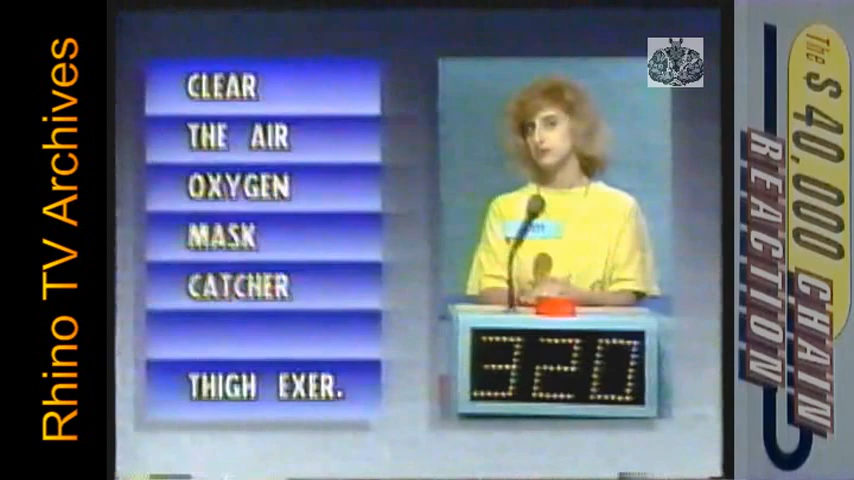 Rhino TV Archives
CLEAR
THE AIR
OXYGEN
MASK
CATCHER
THIGH EXER.
320
The $40,000 CHAIN
REACTION